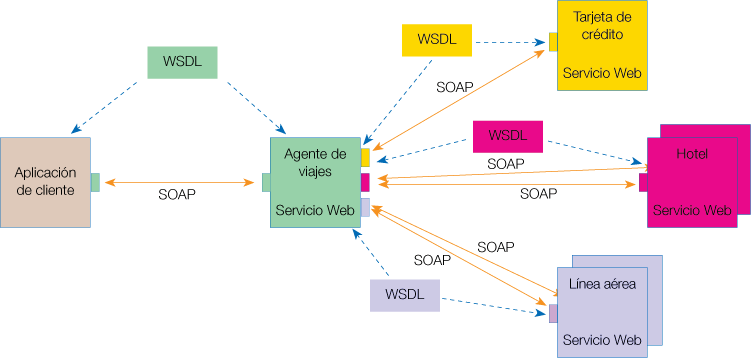 Tarjeta de
crédito
Servicio Web
WSDL
WSDL
SOAP
WSDL
Aplicación
de cliente
SOAP
Agente de
viajes
Servicio Web
SOAP
SOAP
Hotel
Servicio Web
SOAP
SOAP
WSDL
Línea aérea
Servicio Web